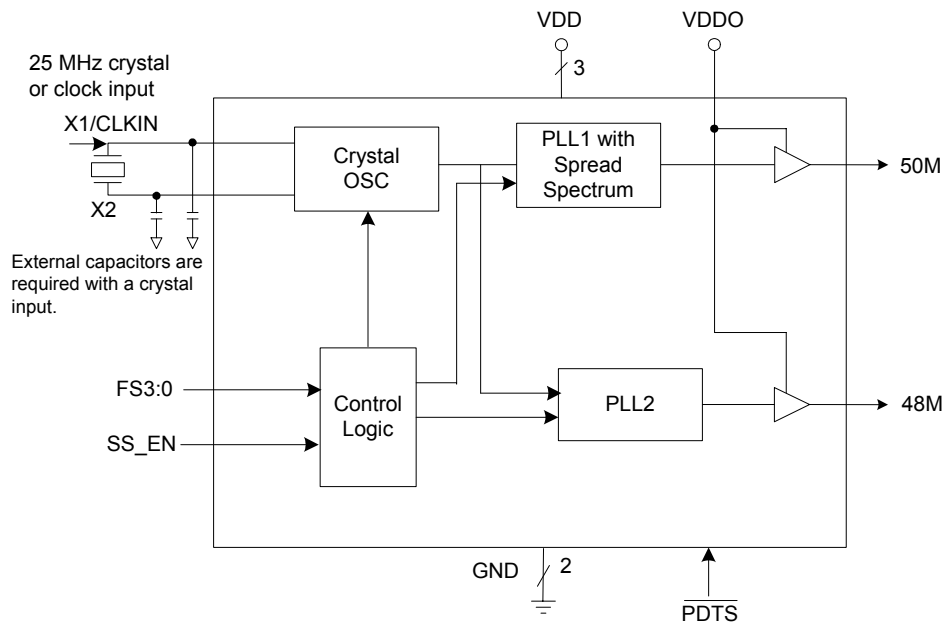 VDD
VDDO
3
25 MHz crystal
or clock input
X1/CLKIN
X2
External capacitors are
required with a crystal
input.
Crystal
OSC
PLL1 with
Spread
Spectrum
50M
FS3:0
SS_EN
Control
Logic
PLL2
48M
GND
2
PDTS